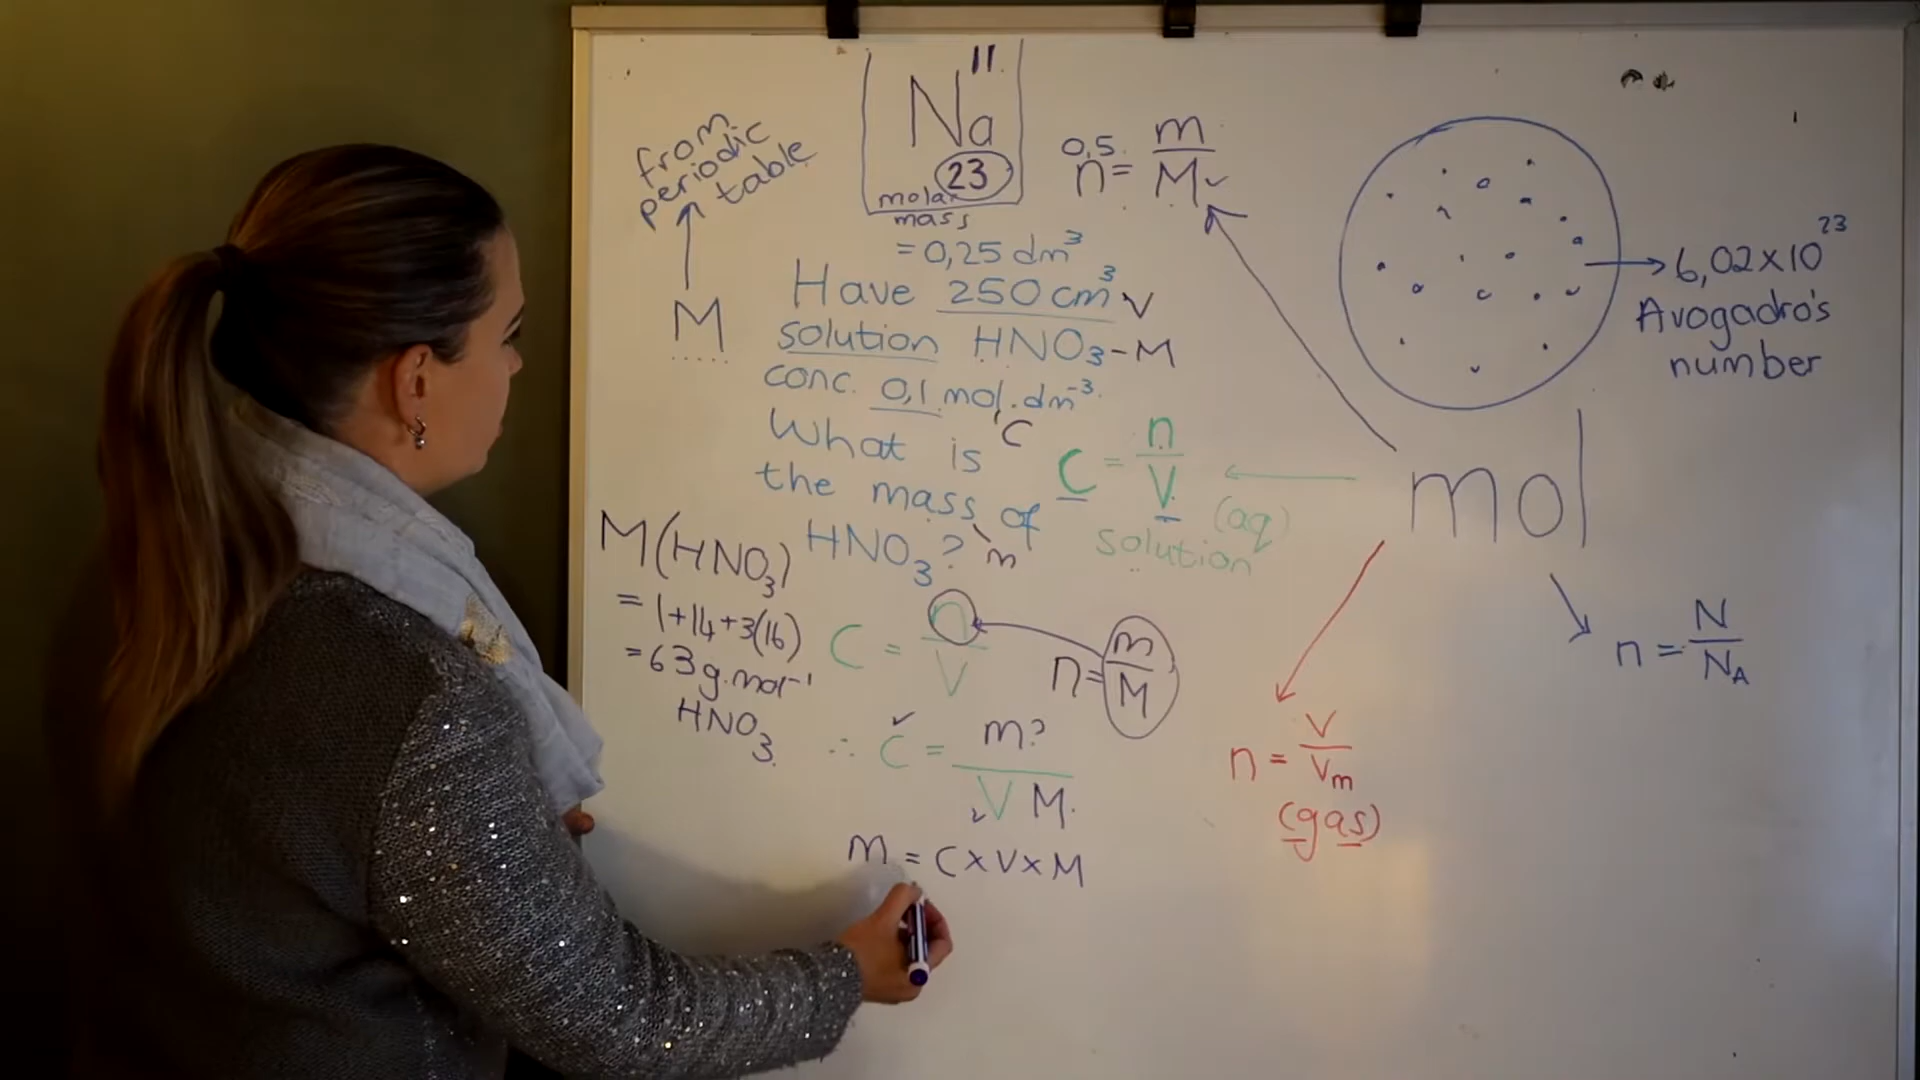 from
periodic
table
M
11
Na
23
molar
mass
0,5
n = m/M
= 0,25 dm³
Have 250 cm³ V
solution HNO₃ - M
conc. 0,1 mol.dm⁻³
C
What is
the mass of
HNO₃? m
C = n/V
(aq)
solution
mol
6,02×10²³
Avogadro's
number
n = N/N_A
n = V/Vm
(gas)
M(HNO₃)
= 1+14+3(16)
= 63 g.mol⁻¹
HNO₃
C = n/V
n = m/M
∴ C = m?/V M
m = C×V×M